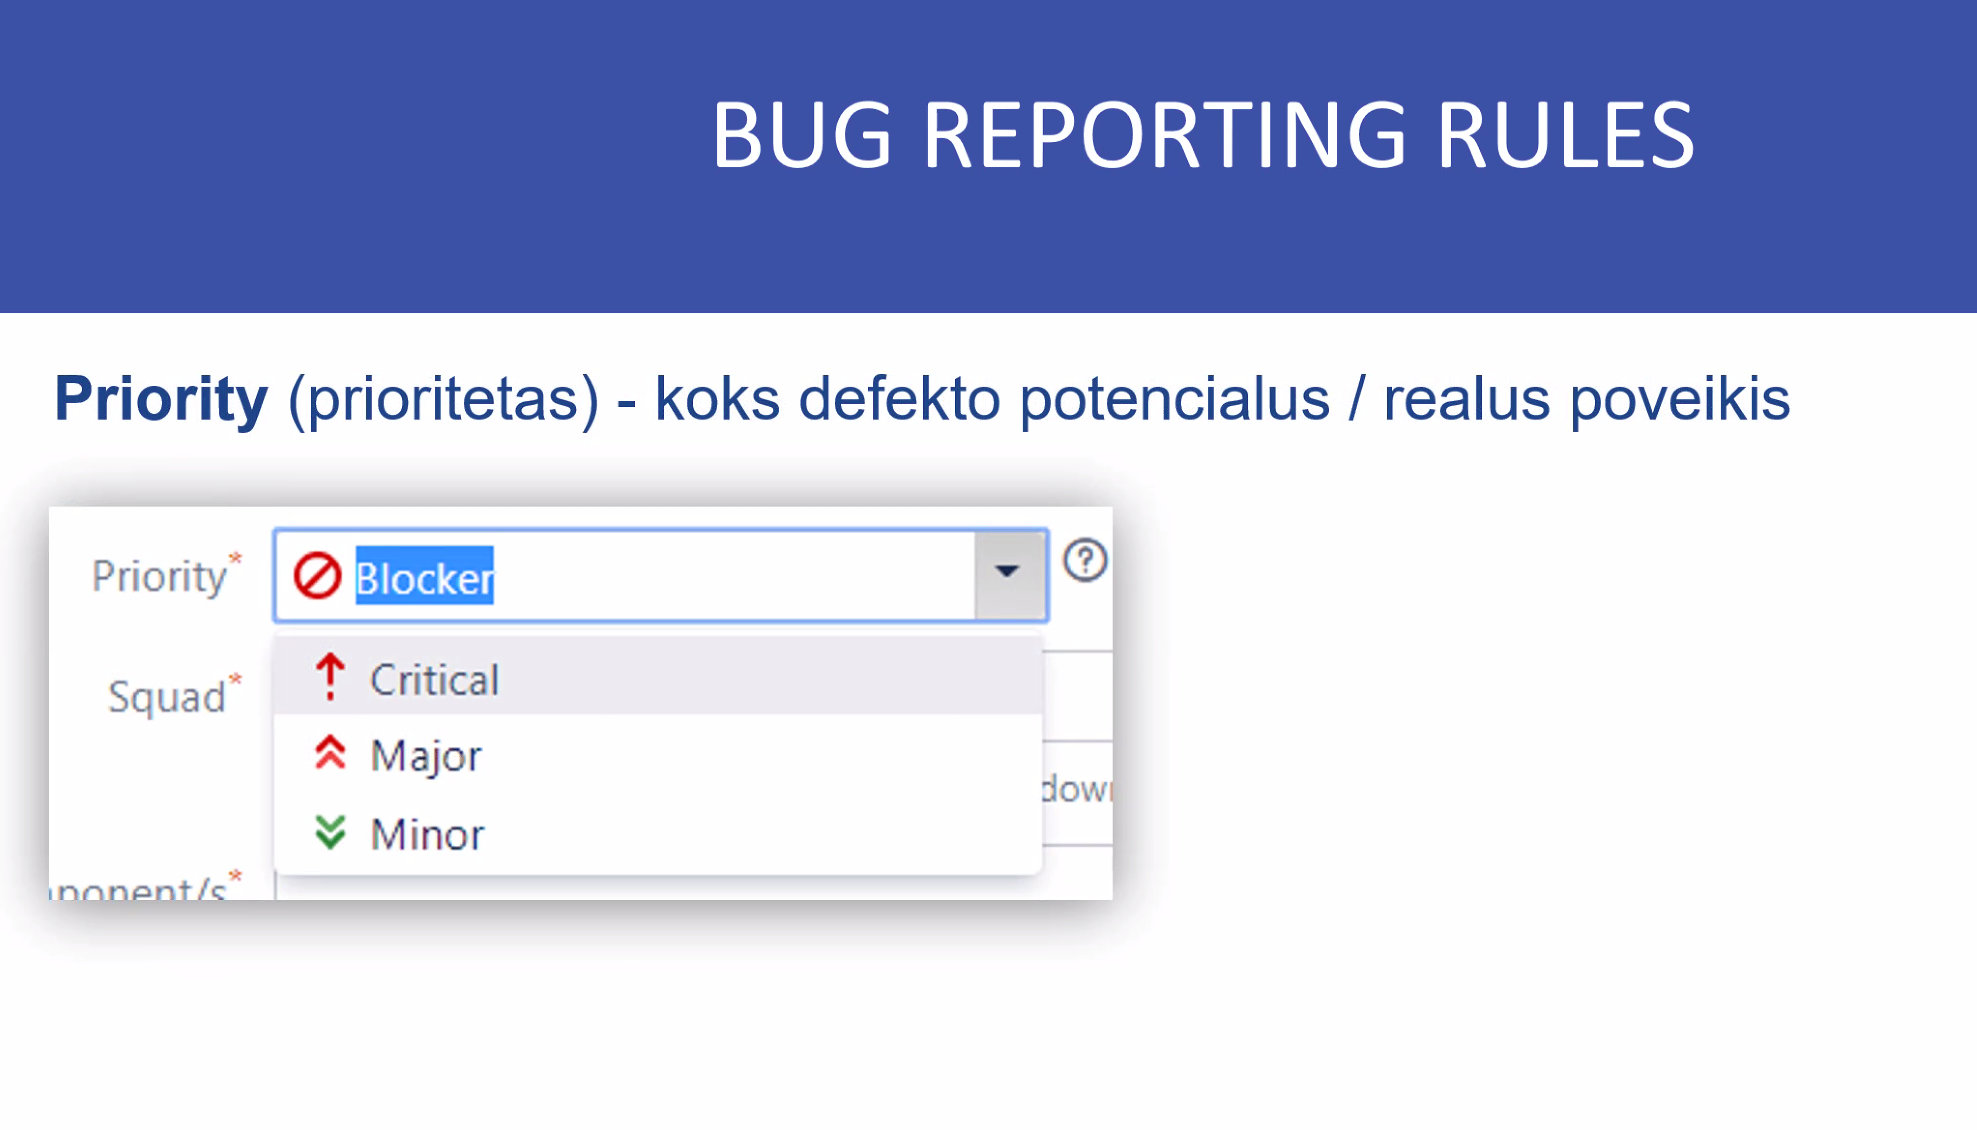 BUG REPORTING RULES
Priority (prioritetas) - koks defekto potencialus / realus poveikis
Priority* Blocker
Critical
Squad*
Major
Minor